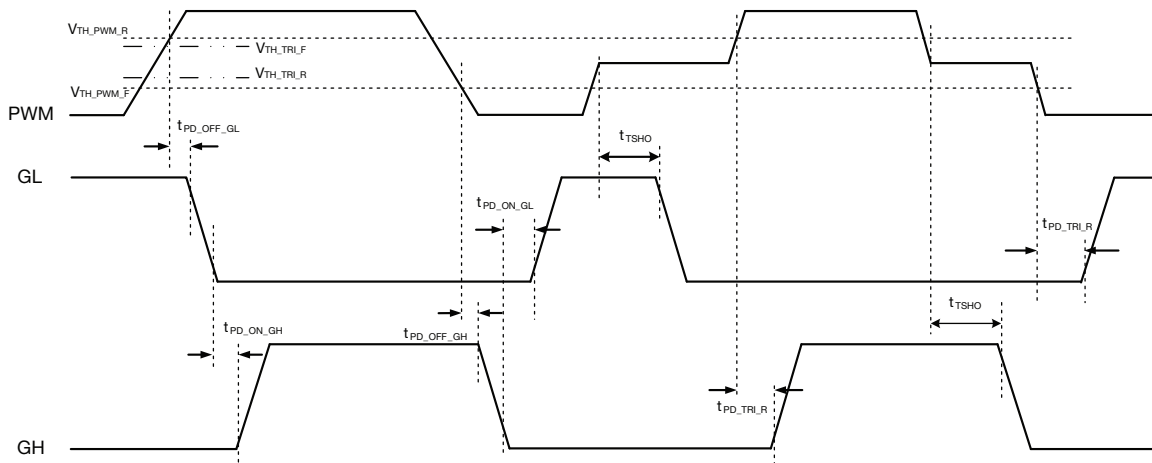 VTH_PWM_R
VTH_TRI_F
VTH_TRI_R
VTH_PWM_F
PWM
tPD_OFF_GL
tTSHO
GL
tPD_ON_GL
tPD_TRI_R
tTSHO
tPD_ON_GH
tPD_OFF_GH
tPD_TRI_R
GH